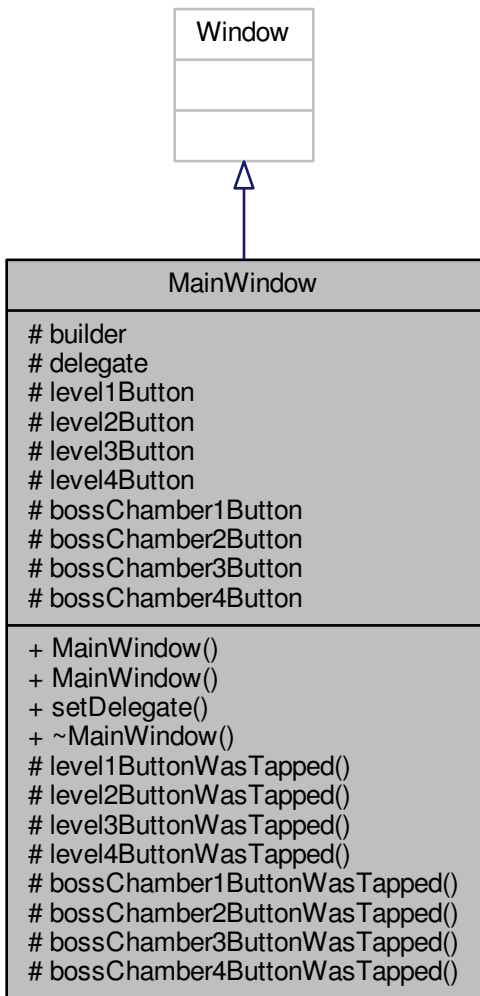 Window
MainWindow
# builder
# delegate
# level1Button
# level2Button
# level3Button
# level4Button
# bossChamber1Button
# bossChamber2Button
# bossChamber3Button
# bossChamber4Button
+ MainWindow()
+ MainWindow()
+ setDelegate()
+ ~MainWindow()
# level1ButtonWasTapped()
# level2ButtonWasTapped()
# level3ButtonWasTapped()
# level4ButtonWasTapped()
# bossChamber1ButtonWasTapped()
# bossChamber2ButtonWasTapped()
# bossChamber3ButtonWasTapped()
# bossChamber4ButtonWasTapped()